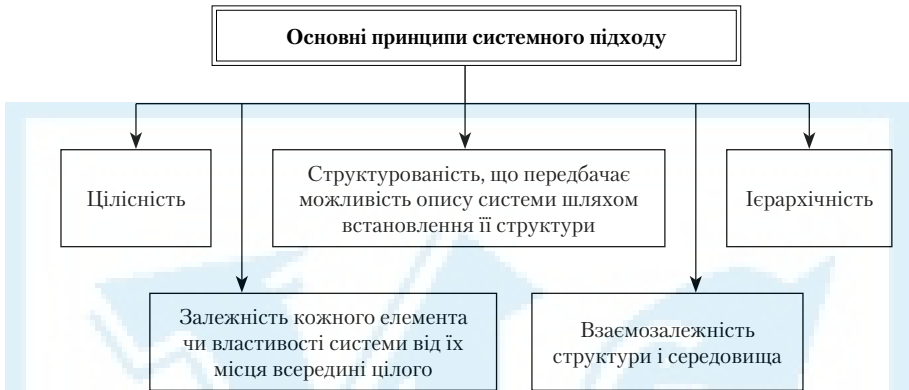 Основні принципи системного підходу
Цілісність
Структурованість, що передбачає
можливість опису системи шляхом
встановлення її структури
Ієрархічність
Залежність кожного елемента
чи властивості системи від їх
місця всередині цілого
Взаємозалежність
структури і середовища